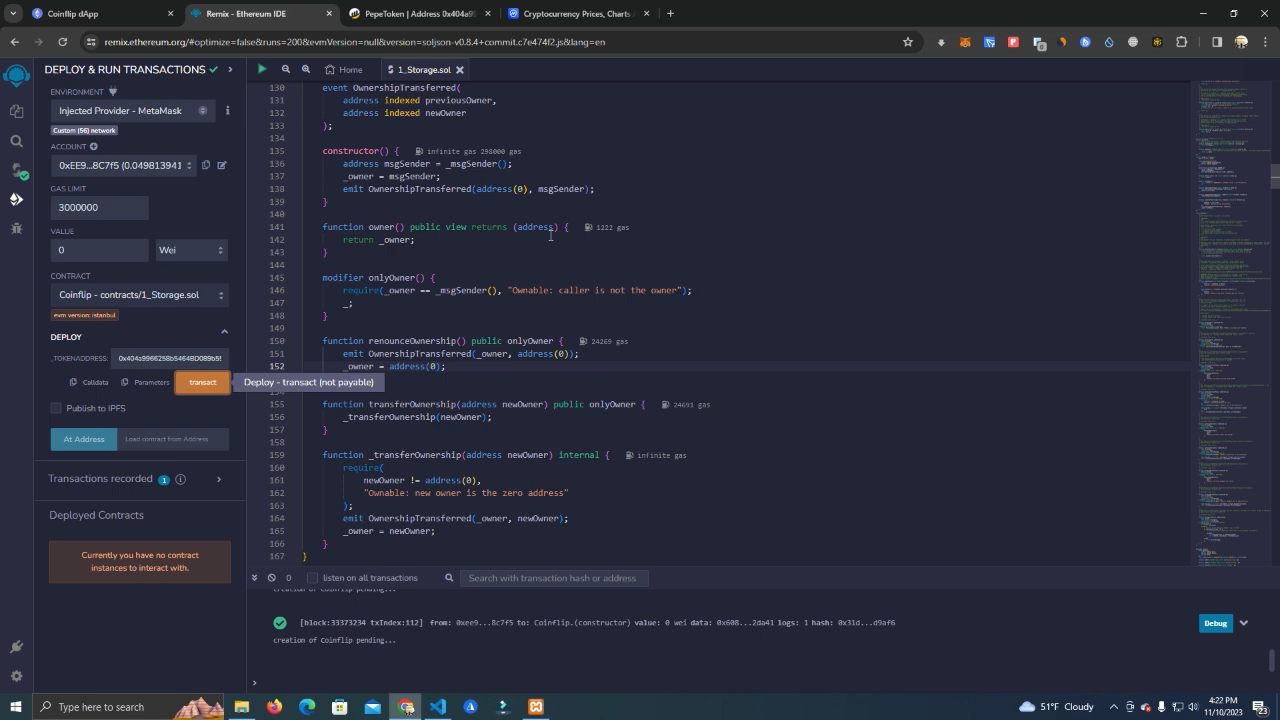 Coinflip dApp
Remix - Ethereum IDE
PepeToken | Address 0x404a9
Cryptocurrency Prices, Charts
remix.ethereum.org/#optimize=false&runs=200&evmVersion=null&version=soljson-v0.8.4+commit.c7e474f2.js&lang=en
DEPLOY & RUN TRANSACTIONS
Home
1_Storage.sol
ENVIRONMENT
Injected Provider - MetaMask
Custom (56) network
ACCOUNT
0xEE9...8C7f5 (0.049813941
GAS LIMIT
3000000
VALUE
0
Wei
CONTRACT
Coinflip - contracts/1_Storage.sol
evm version: istanbul
DEPLOY
_TOKENADDRESS:
Calldata
Parameters
transact
Deploy - transact (not payable)
Publish to IPFS
At Address
Load contract from Address
Transactions recorded 1
Deployed Contracts
Currently you have no contract
instances to interact with.
130 event OwnershipTransferred(
131 address indexed previousOwner,
132 address indexed newOwner
133 );
134
135 constructor() { infinite gas 298000 gas
136 address msgSender = _msgSender();
137 _owner = msgSender;
138 emit OwnershipTransferred(address(0), msgSender);
139 }
140
141 function owner() public view returns (address) {
142 return _owner;
143 }
144
145 modifier onlyOwner() {
146 require(_owner == _msgSender(), "Ownable: caller is not the owner");
147 _;
148 }
149
150 function renounceOwnership() public onlyOwner {
151 emit OwnershipTransferred(_owner, address(0));
152 _owner = address(0);
154
155 function transferOwnership(address newOwner) public onlyOwner {
156 _transferOwnership(newOwner);
157 }
158
159 function _transferOwnership(address newOwner) internal { infinite gas
160 require(
161 newOwner != address(0),
162 "Ownable: new owner is the zero address"
163 );
164 emit OwnershipTransferred(_owner, newOwner);
165 _owner = newOwner;
166 }
167 }
0
listen on all transactions
Search with transaction hash or address
creation of Coinflip pending...
[block:33373234 txIndex:112] from: 0xee9...8c7f5 to: Coinflip.(constructor) value: 0 wei data: 0x608...2da41 logs: 1 hash: 0x31d...d9af6
Debug
creation of Coinflip pending...
>
Type here to search
51°F Cloudy
4:22 PM
11/10/2023